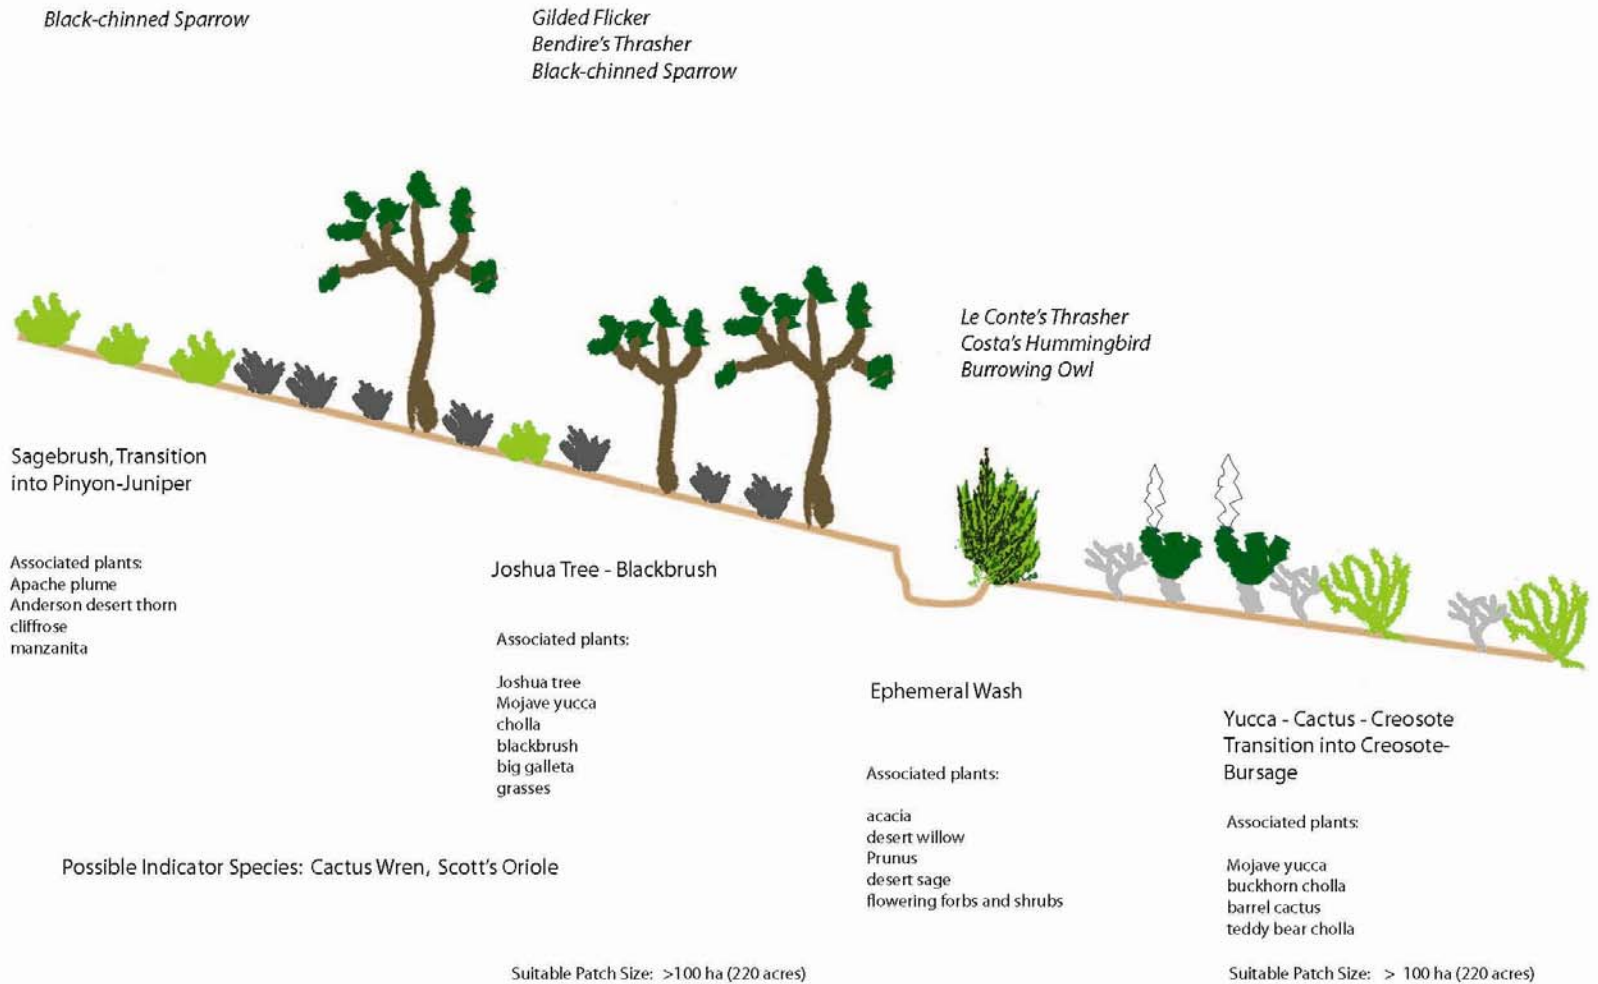 Black-chinned Sparrow
Gilded Flicker
Bendire's Thrasher
Black-chinned Sparrow
Le Conte's Thrasher
Costa's Hummingbird
Burrowing Owl
Sagebrush, Transition
into Pinyon-Juniper
Associated plants:
Apache plume
Anderson desert thorn
cliffrose
manzanita
Joshua Tree - Blackbrush
Associated plants:
Joshua tree
Mojave yucca
cholla
blackbrush
big galleta
grasses
Ephemeral Wash
Associated plants:
acacia
desert willow
Prunus
desert sage
flowering forbs and shrubs
Yucca - Cactus - Creosote
Transition into Creosote-
Bursage
Associated plants:
Mojave yucca
buckhorn cholla
barrel cactus
teddy bear cholla
Possible Indicator Species: Cactus Wren, Scott's Oriole
Suitable Patch Size: >100 ha (220 acres)
Suitable Patch Size: > 100 ha (220 acres)